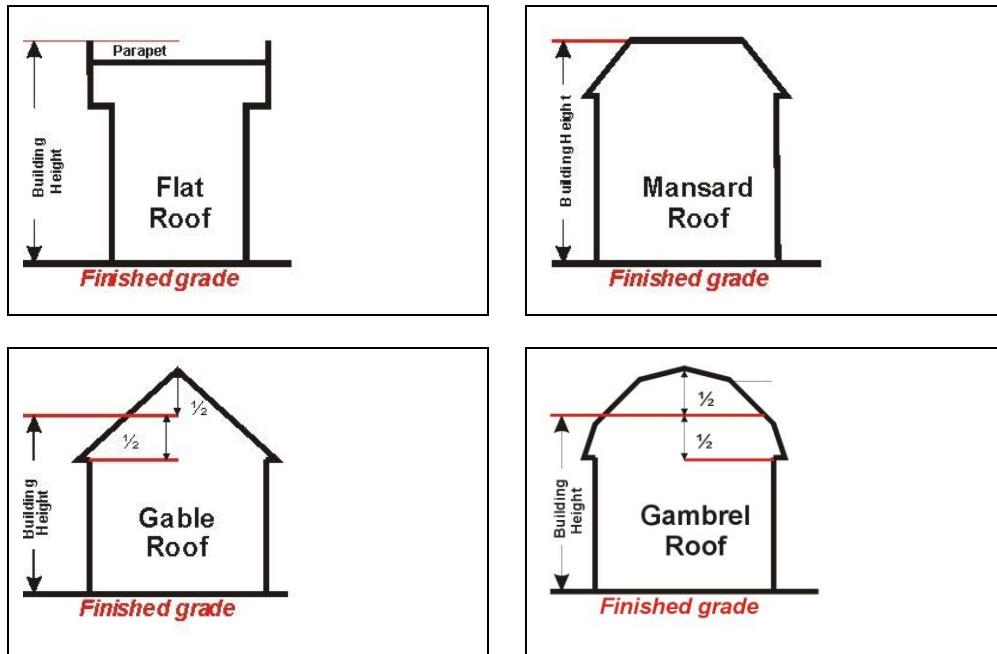 Parapet
Building
Height
Flat
Roof
Finished grade
Building Height
Mansard
Roof
Finished grade
½
½
Building
Height
Gable
Roof
Finished grade
½
½
Building
Height
Gambrel
Roof
Finished grade